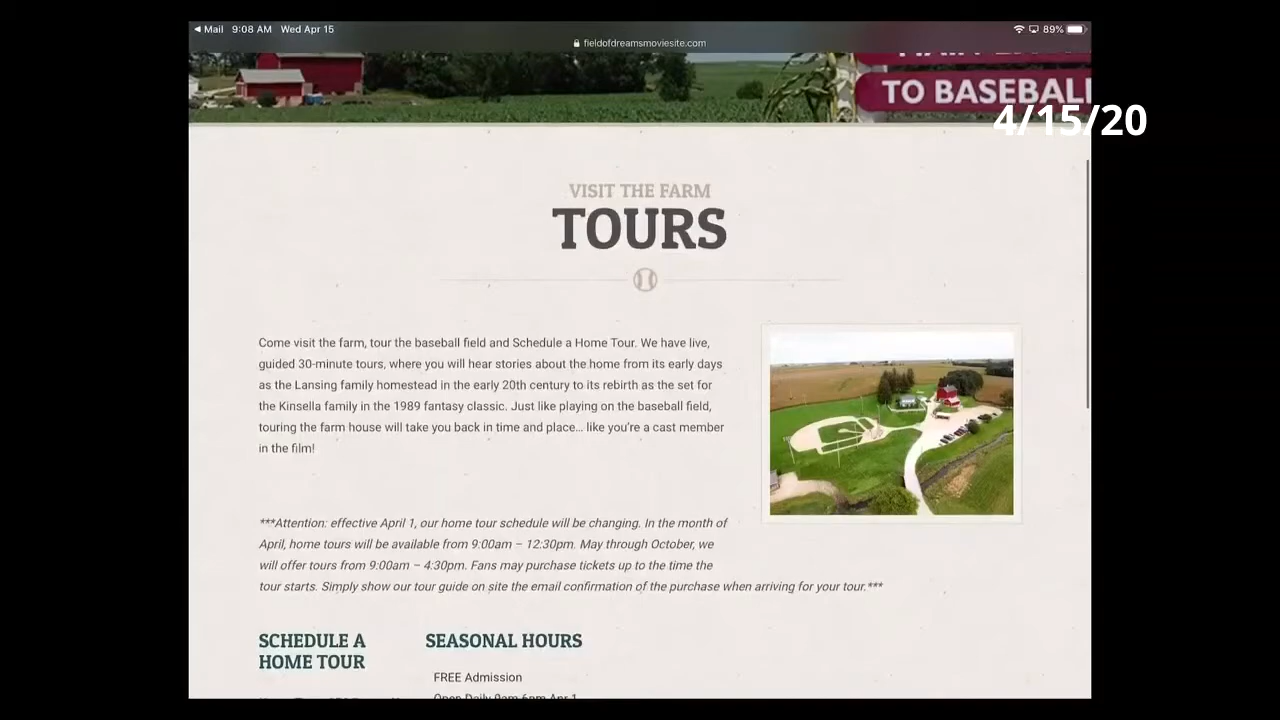 Mail 9:08 AM Wed Apr 15
89%
fieldofdreamsmoviesite.com
TO BASEBALL
4/15/20
VISIT THE FARM
TOURS
Come visit the farm, tour the baseball field and Schedule a Home Tour. We have live,
guided 30-minute tours, where you will hear stories about the home from its early days
as the Lansing family homestead in the early 20th century to its rebirth as the set for
the Kinsella family in the 1989 fantasy classic. Just like playing on the baseball field,
touring the farm house will take you back in time and place... like you're a cast member
in the film!
***Attention: effective April 1, our home tour schedule will be changing. In the month of
April, home tours will be available from 9:00am – 12:30pm. May through October, we
will offer tours from 9:00am – 4:30pm. Fans may purchase tickets up to the time the
tour starts. Simply show our tour guide on site the email confirmation of the purchase when arriving for your tour.***
SCHEDULE A
HOME TOUR
SEASONAL HOURS
FREE Admission
Open Daily 9am-6pm Apr 1